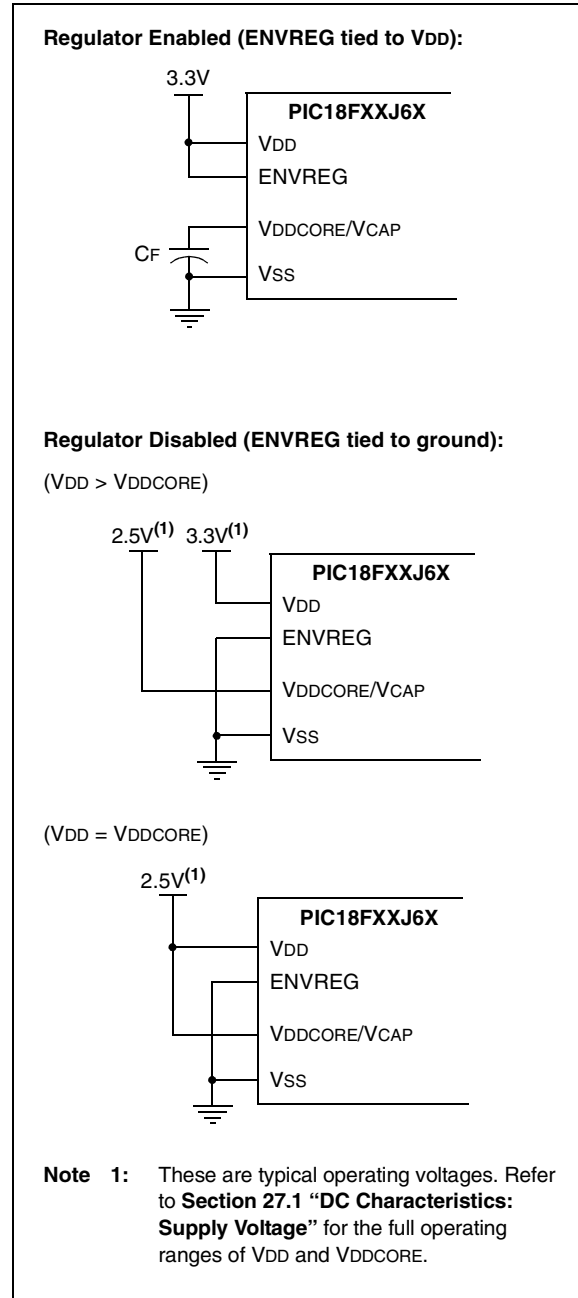 Regulator Enabled (ENVREG tied to VDD):
3.3V
PIC18FXXJ6X
VDD
ENVREG
VDDCORE/VCAP
CF
VSS
Regulator Disabled (ENVREG tied to ground):
(VDD > VDDCORE)
2.5V(1) 3.3V(1)
PIC18FXXJ6X
VDD
ENVREG
VDDCORE/VCAP
VSS
(VDD = VDDCORE)
2.5V(1)
PIC18FXXJ6X
VDD
ENVREG
VDDCORE/VCAP
VSS
Note 1: These are typical operating voltages. Refer
to Section 27.1 “DC Characteristics:
Supply Voltage” for the full operating
ranges of VDD and VDDCORE.